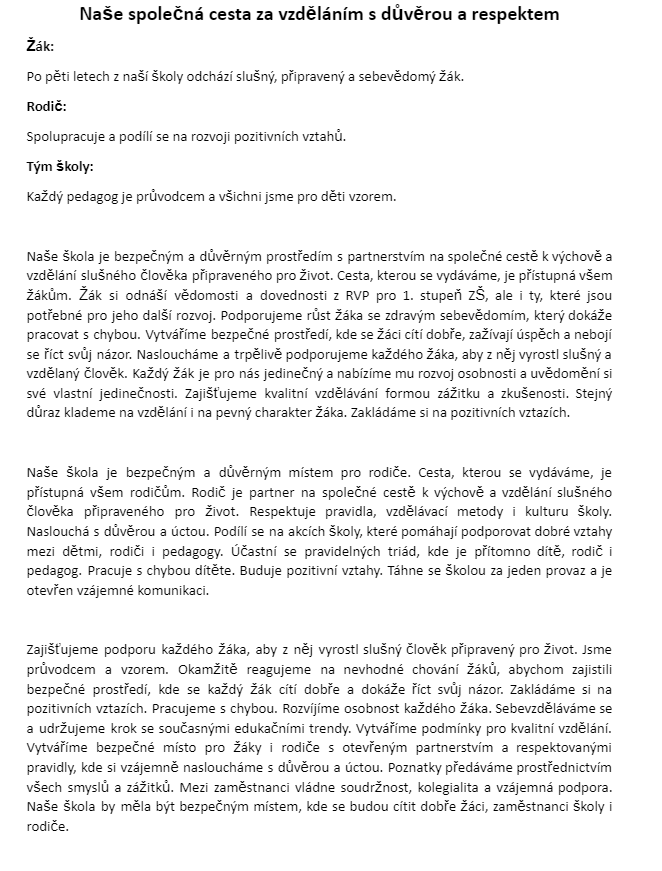 Naše společná cesta za vzděláním s důvěrou a respektem
Žák:
Po pěti letech z naší školy odchází slušný, připravený a sebevědomý žák.
Rodič:
Spolupracuje a podílí se na rozvoji pozitivních vztahů.
Tým školy:
Každý pedagog je průvodcem a všichni jsme pro děti vzorem.
Naše škola je bezpečným a důvěrným prostředím s partnerstvím na společné cestě k výchově a
vzdělání slušného člověka připraveného pro život. Cesta, kterou se vydáváme, je přístupná všem
žákům. Žák si odnáší vědomosti a dovednosti z RVP pro 1. stupeň ZŠ, ale i ty, které jsou
potřebné pro jeho další rozvoj. Podporujeme růst žáka se zdravým sebevědomím, který dokáže
pracovat s chybou. Vytváříme bezpečné prostředí, kde se žáci cítí dobře, zažívají úspěch a nebojí
se říct svůj názor. Nasloucháme a trpělivě podporujeme každého žáka, aby z něj vyrostl slušný a
vzdělaný člověk. Každý žák je pro nás jedinečný a nabízíme mu rozvoj osobnosti a uvědomění si
své vlastní jedinečnosti. Zajišťujeme kvalitní vzdělávání formou zážitku a zkušenosti. Stejný
důraz klademe na vzdělání i na pevný charakter žáka. Zakládáme si na pozitivních vztazích.
Naše škola je bezpečným a důvěrným místem pro rodiče. Cesta, kterou se vydáváme, je
přístupná všem rodičům. Rodič je partner na společné cestě k výchově a vzdělání slušného
člověka připraveného pro život. Respektuje pravidla, vzdělávací metody i kulturu školy.
Naslouchá s důvěrou a úctou. Podílí se na akcích školy, které pomáhají podporovat dobré vztahy
mezi dětmi, rodiči i pedagogy. Účastní se pravidelných triád, kde je přítomno dítě, rodič i
pedagog. Pracuje s chybou dítěte. Buduje pozitivní vztahy. Táhne se školou za jeden provaz a je
otevřen vzájemné komunikaci.
Zajišťujeme podporu každého žáka, aby z něj vyrostl slušný člověk připravený pro život. Jsme
průvodcem a vzorem. Okamžitě reagujeme na nevhodné chování žáků, abychom zajistili
bezpečné prostředí, kde se každý žák cítí dobře a dokáže říct svůj názor. Zakládáme si na
pozitivních vztazích. Pracujeme s chybou. Rozvíjíme osobnost každého žáka. Sebevzděláváme se
a udržujeme krok se současnými edukačními trendy. Vytváříme podmínky pro kvalitní vzdělání.
Vytváříme bezpečné místo pro žáky i rodiče s otevřeným partnerstvím a respektovanými
pravidly, kde si vzájemně nasloucháme s důvěrou a úctou. Poznatky předáváme prostřednictvím
všech smyslů a zážitků. Mezi zaměstnanci vládne soudržnost, kolegialita a vzájemná podpora.
Naše škola by měla být bezpečným místem, kde se budou cítit dobře žáci, zaměstnanci školy i
rodiče.